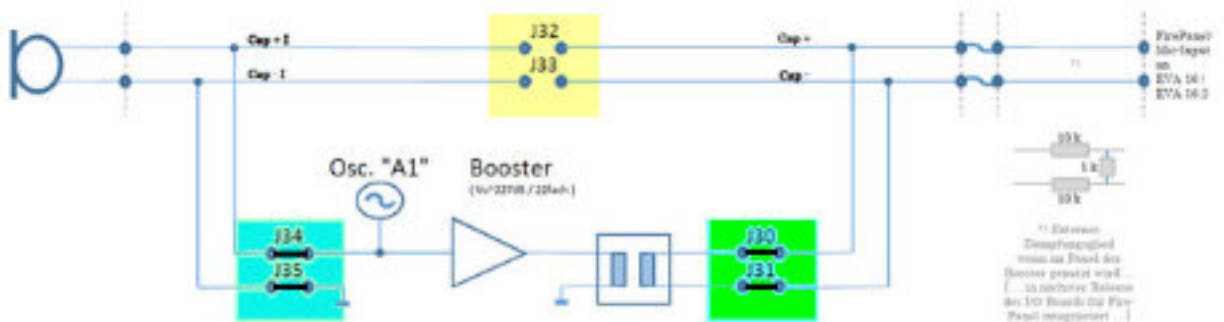 J32
Cap + I
Cap +
J33
Cap - I
Cap -
FirePanel
Mic-Input
an
EVA 16
EVA 16
10 k
1 k
10 k
Osc. "A1"
Booster
J34
J35
J30
J31
*) Externes
Dämpfungsglied
wenn im Panel der
Booster genutzt wird ...
[ ... in nächster Release
des I/O Boards für Fire-
Panel integriert ... ]